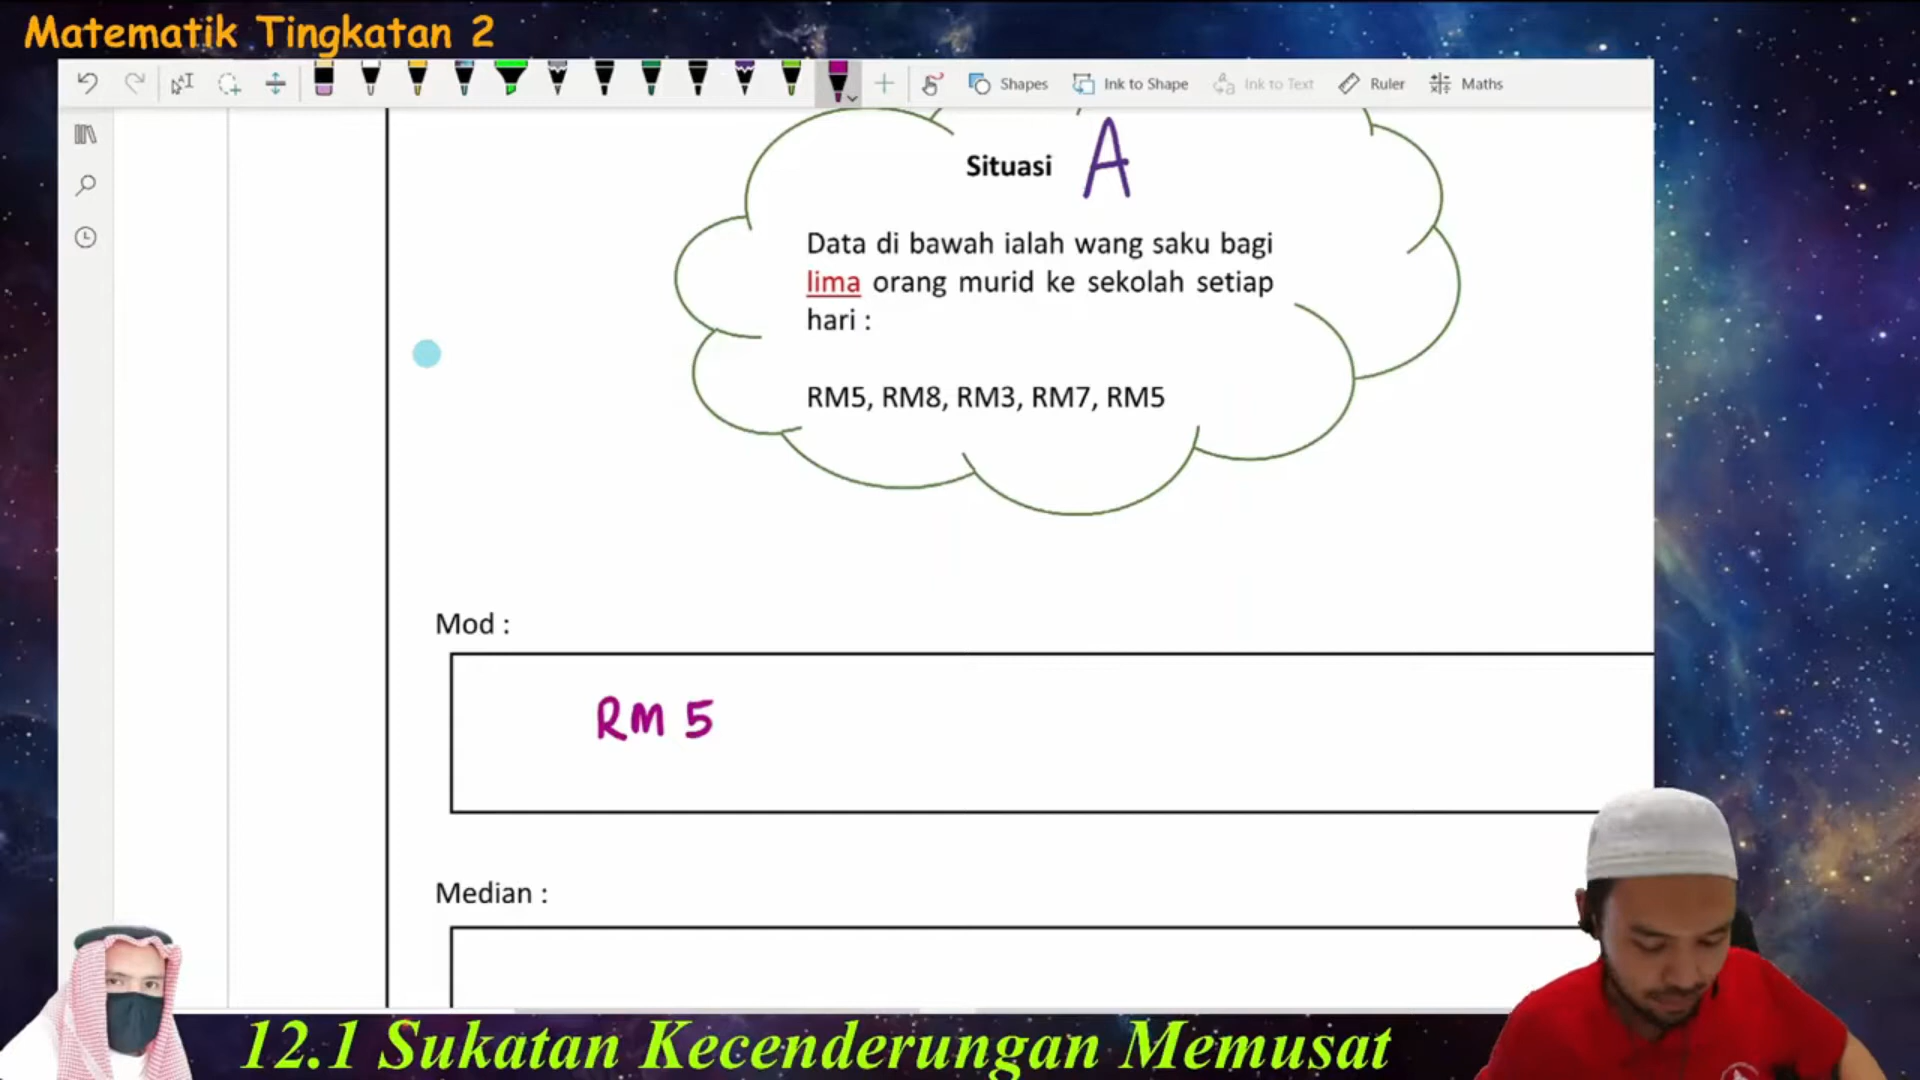 Matematik Tingkatan 2
Shapes Ink to Shape Ink to Text Ruler Maths
Situasi A
Data di bawah ialah wang saku bagi
lima orang murid ke sekolah setiap
hari :
RM5, RM8, RM3, RM7, RM5
Mod :
RM 5
Median :
12.1 Sukatan Kecenderungan Memusat